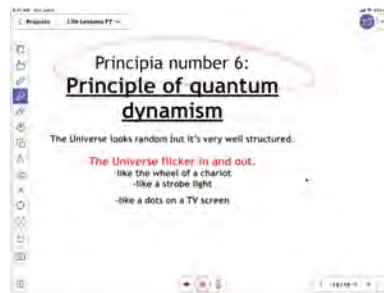 Projects
Life Lessons PT
Principia number 6:
Principle of quantum
dynamism
The Universe looks random but it's very well structured.
The Universe flicker in and out.
-like the wheel of a chariot
-like a strobe light
-like a dots on a TV screen